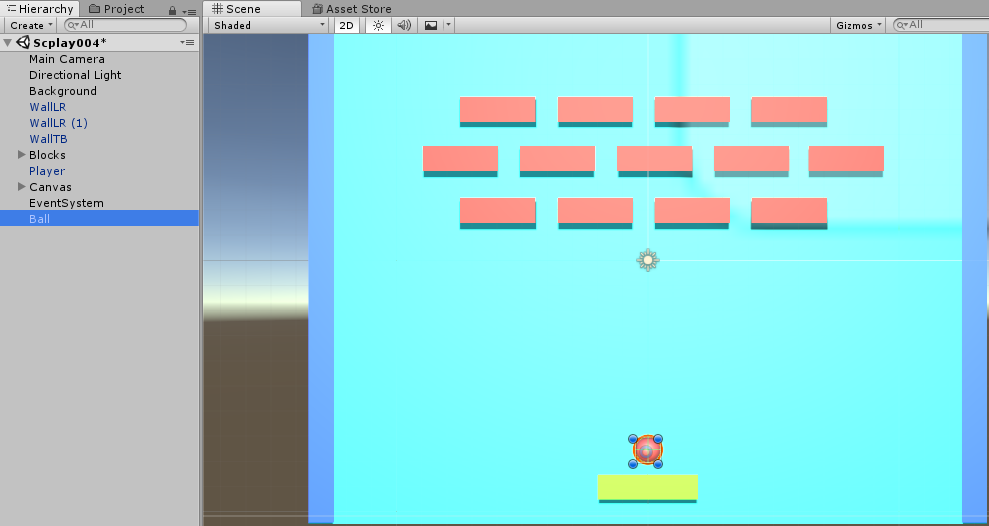 Hierarchy Project
Create All
Scplay004*
Main Camera
Directional Light
Background
WallLR
WallLR (1)
WallTB
Blocks
Player
Canvas
EventSystem
Ball
Scene Asset Store
Shaded 2D Gizmos All